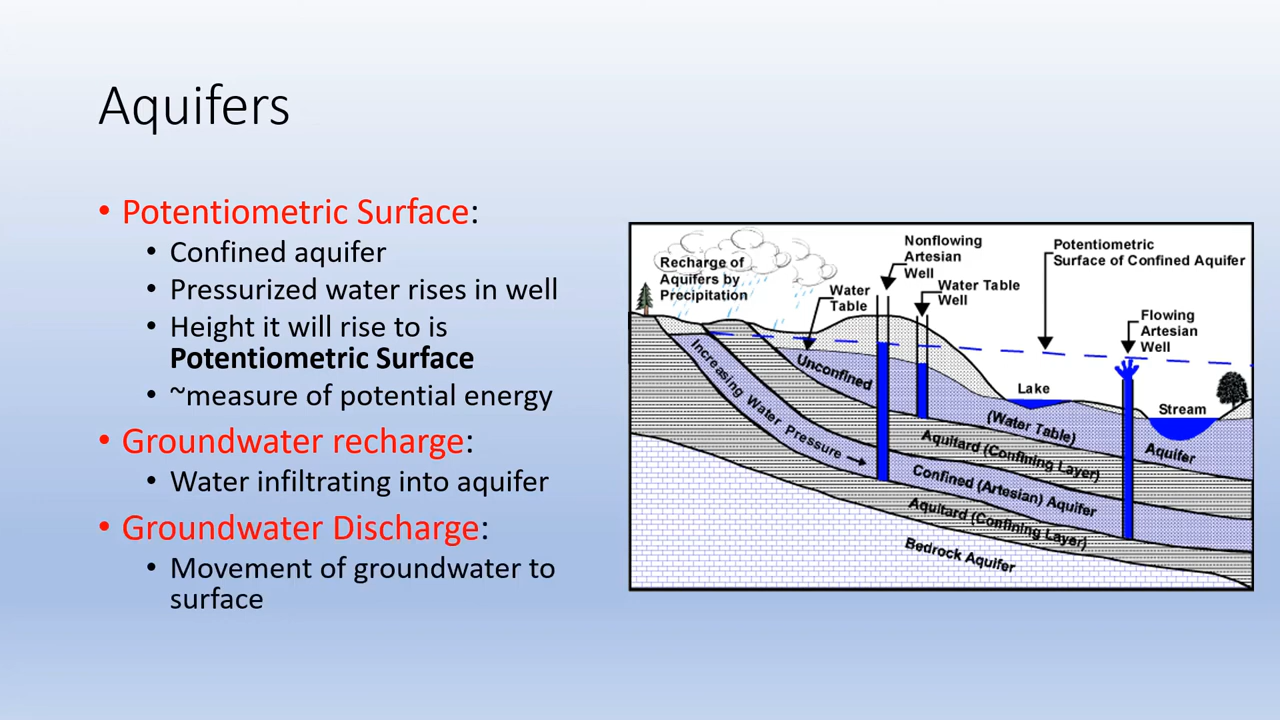 Aquifers
• Potentiometric Surface:
• Confined aquifer
• Pressurized water rises in well
• Height it will rise to is
Potentiometric Surface
• ~measure of potential energy
• Groundwater recharge:
• Water infiltrating into aquifer
• Groundwater Discharge:
• Movement of groundwater to
surface
Recharge of
Aquifers by
Precipitation
Water
Table
Nonflowing
Artesian
Well
Water Table
Well
Potentiometric
Surface of Confined Aquifer
Flowing
Artesian
Well
Lake
Stream
Increasing Water Pressure
Unconfined
(Water Table)
Aquifer
Aquitard (Confining Layer)
Confined (Artesian) Aquifer
Aquitard (Confining Layer)
Bedrock Aquifer